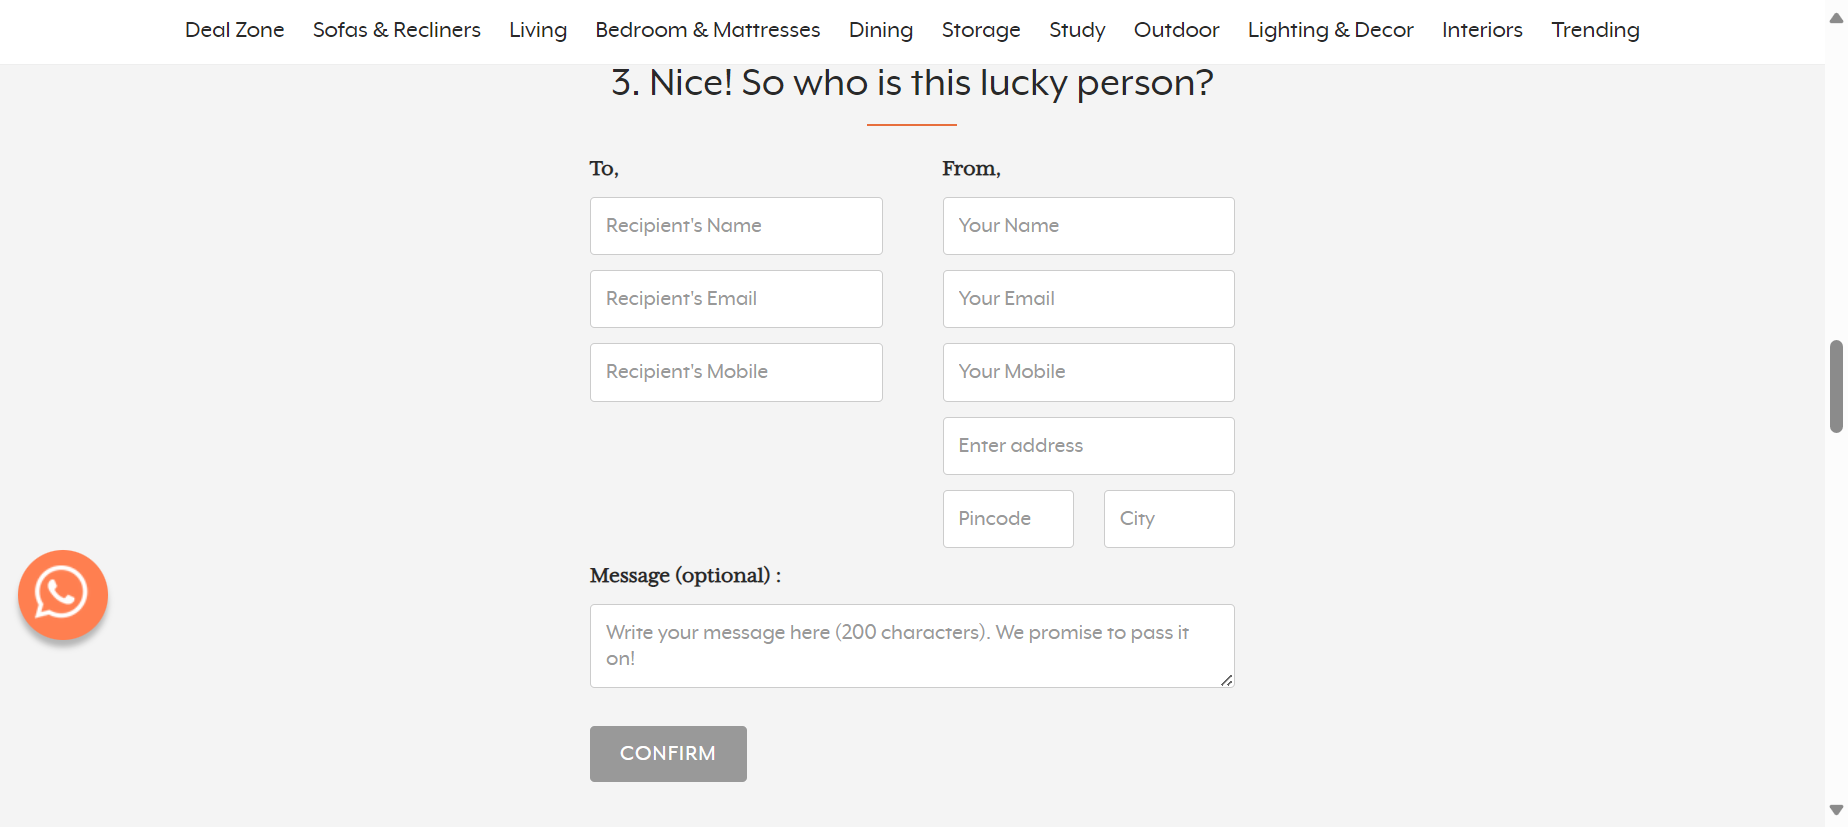 Deal Zone Sofas & Recliners Living Bedroom & Mattresses Dining Storage Study Outdoor Lighting & Decor Interiors Trending
3. Nice! So who is this lucky person?
To,
From,
Recipient's Name
Your Name
Recipient's Email
Your Email
Recipient's Mobile
Your Mobile
Enter address
Pincode
City
Message (optional) :
Write your message here (200 characters). We promise to pass it
on!
CONFIRM